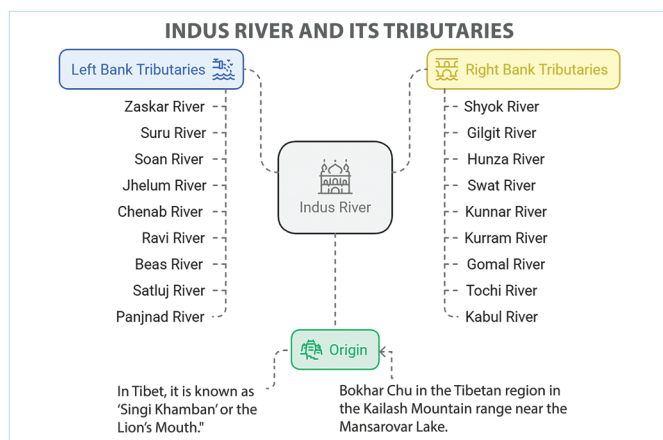 INDUS RIVER AND ITS TRIBUTARIES
Left Bank Tributaries
Zaskar River
Suru River
Soan River
Jhelum River
Chenab River
Ravi River
Beas River
Satluj River
Panjnad River
Indus River
Right Bank Tributaries
Shyok River
Gilgit River
Hunza River
Swat River
Kunnar River
Kurram River
Gomal River
Tochi River
Kabul River
Origin
In Tibet, it is known as
‘Singi Khamban’ or the
Lion’s Mouth."
Bokhar Chu in the Tibetan region in
the Kailash Mountain range near the
Mansarovar Lake.